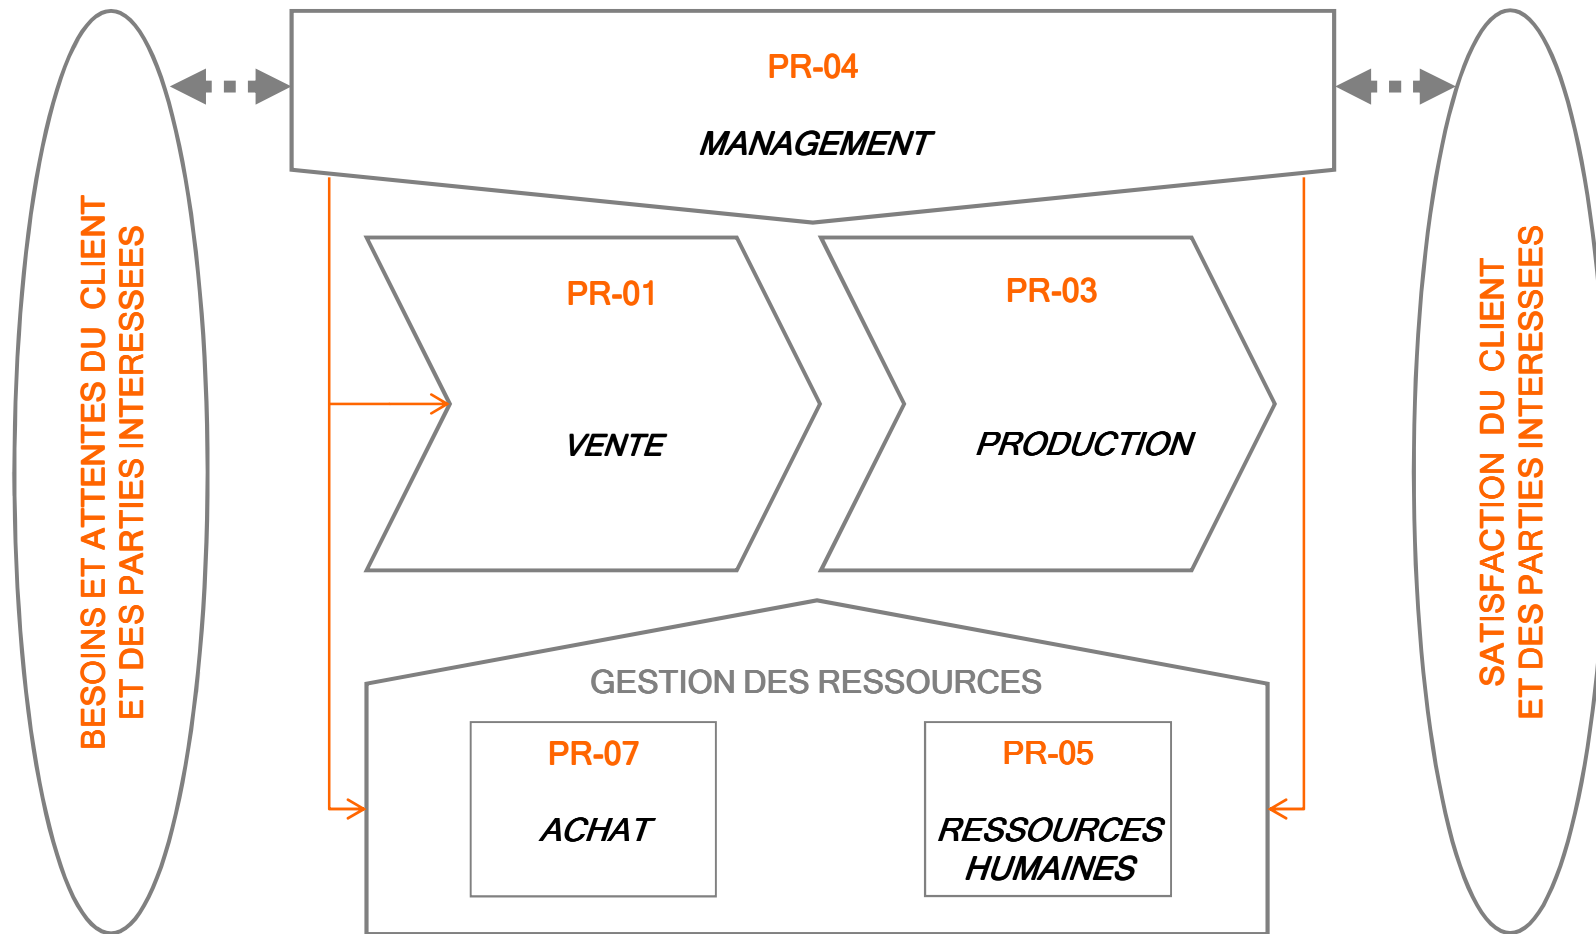 PR-04
MANAGEMENT
BESOINS ET ATTENTES DU CLIENT
ET DES PARTIES INTERESSEES
PR-01
VENTE
PR-03
PRODUCTION
SATISFACTION DU CLIENT
ET DES PARTIES INTERESSEES
GESTION DES RESSOURCES
PR-07
ACHAT
PR-05
RESSOURCES
HUMAINES